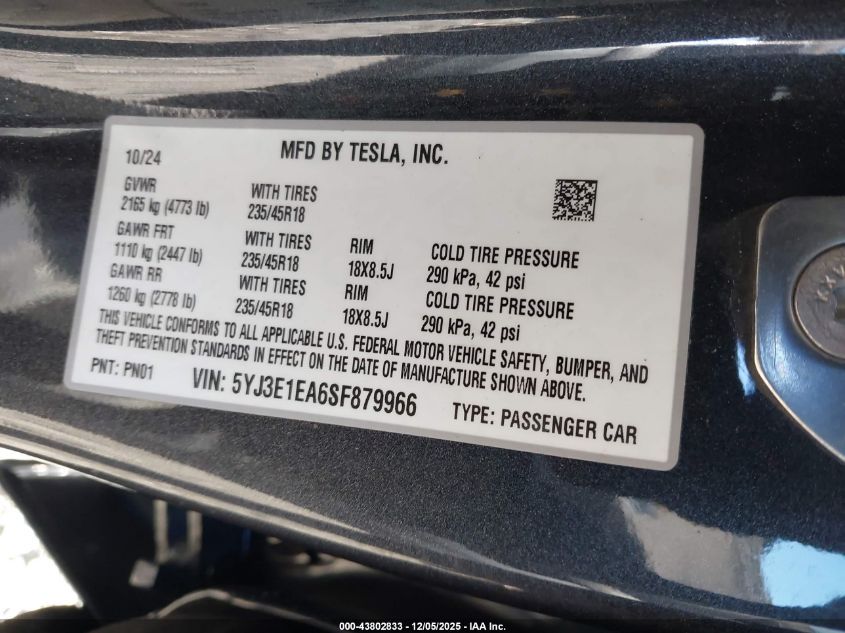 10/24
MFD BY TESLA, INC.
GVWR
2165 kg (4773 lb)
WITH TIRES
235/45R18
GAWR FRT
1110 kg (2447 lb)
WITH TIRES
235/45R18
RIM
18X8.5J
COLD TIRE PRESSURE
290 kPa, 42 psi
GAWR RR
1260 kg (2778 lb)
WITH TIRES
235/45R18
RIM
18X8.5J
COLD TIRE PRESSURE
290 kPa, 42 psi
THIS VEHICLE CONFORMS TO ALL APPLICABLE U.S. FEDERAL MOTOR VEHICLE SAFETY, BUMPER, AND
THEFT PREVENTION STANDARDS IN EFFECT ON THE DATE OF MANUFACTURE SHOWN ABOVE.
PNT: PN01
VIN: 5YJ3E1EA6SF879966
TYPE: PASSENGER CAR
000-43802833 - 12/05/2025 - IAA Inc.